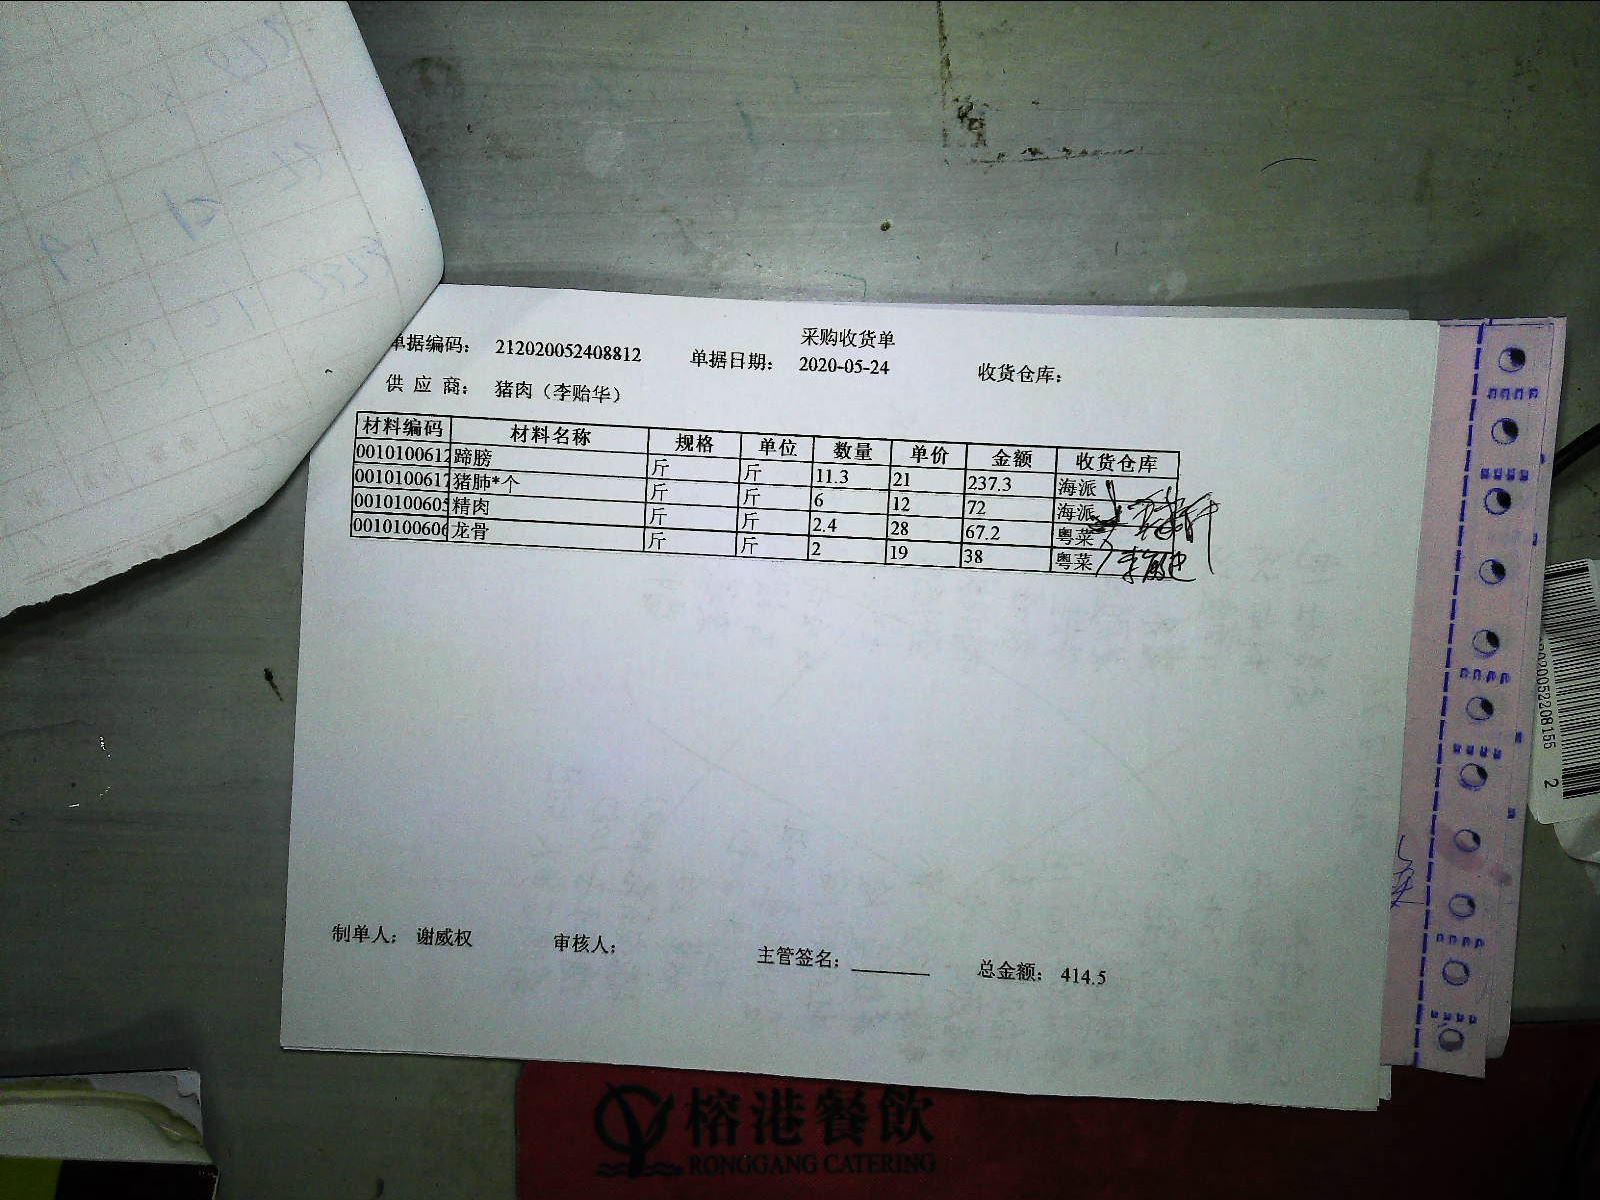 采购收货单
单据编码： 212020052408812 单据日期： 2020-05-24 收货仓库：
供 应 商： 猪肉（李贻华）
材料编码 材料名称 规格 单位 数量 单价 金额 收货仓库
0010100612 蹄膀 斤 斤 11.3 21 237.3 海派
0010100617 猪肺*个 斤 斤 6 12 72 海派
0010100605 精肉 斤 斤 2.4 28 67.2 粤菜
0010100606 龙骨 斤 斤 2 19 38 粤菜
制单人： 谢威权 审核人： 主管签名： 总金额： 414.5
榕港餐飲
RONGGANG CATERING